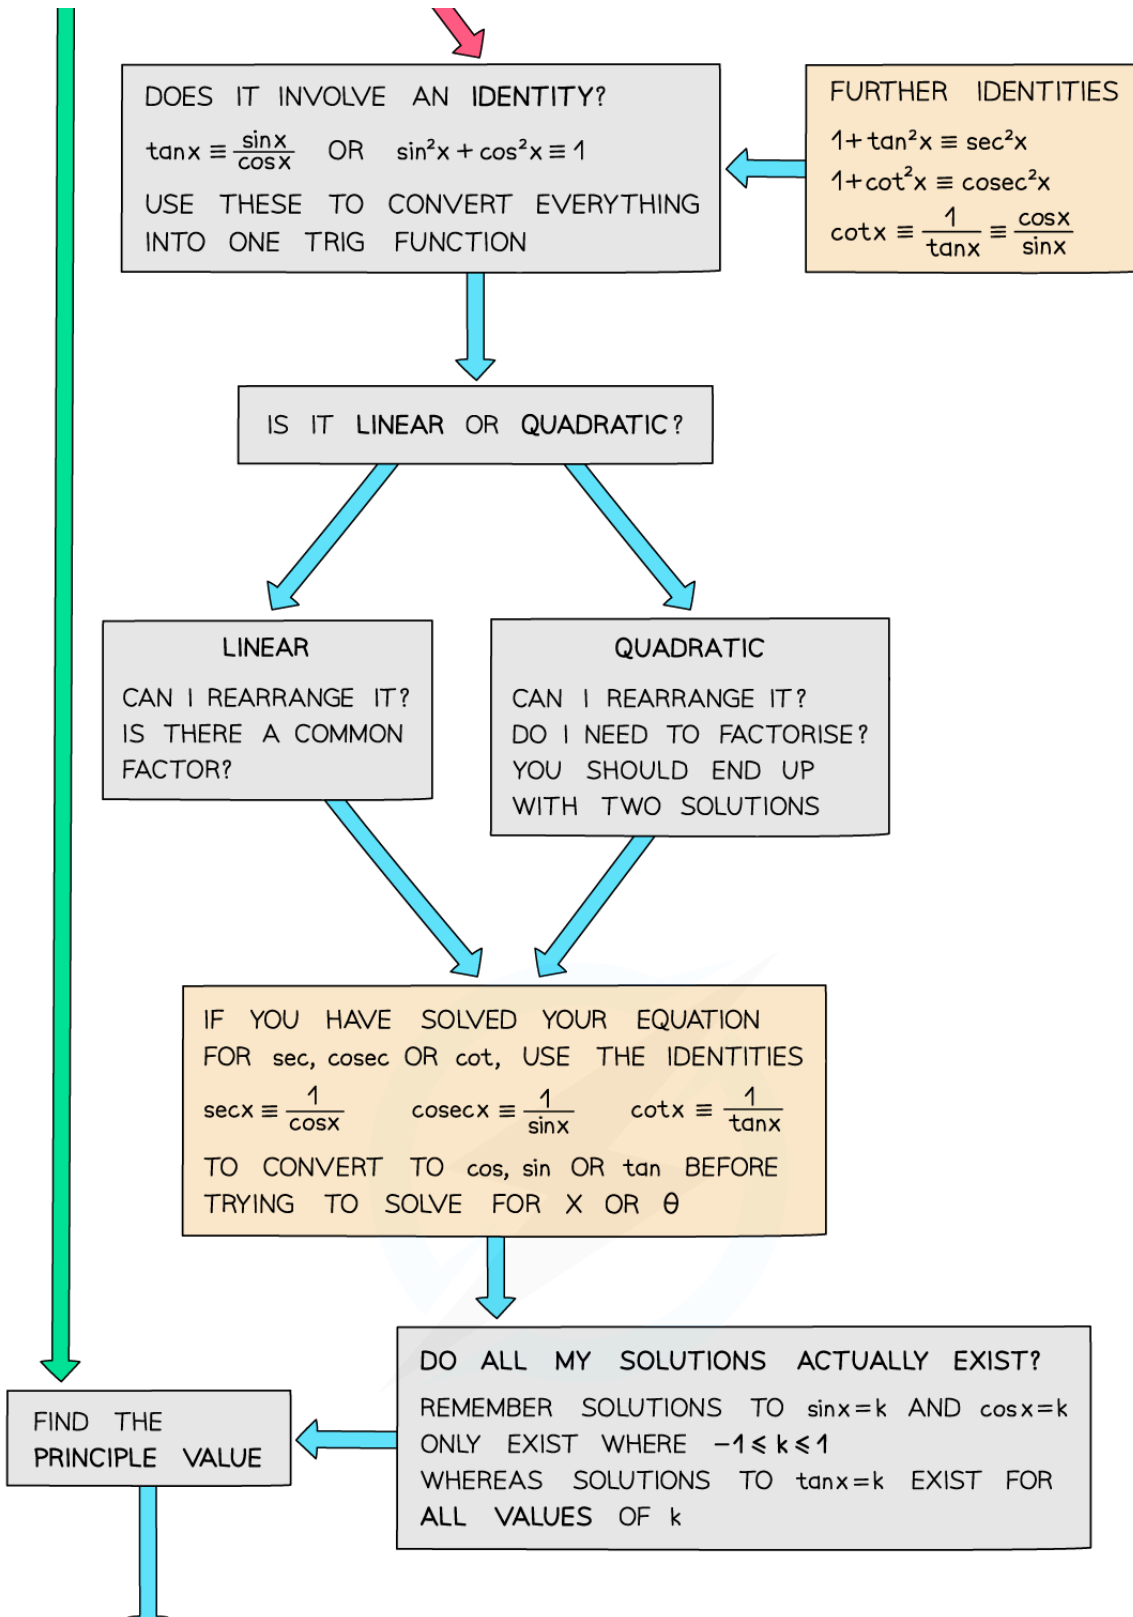 DOES IT INVOLVE AN IDENTITY?
tanx ≡ sinx/cosx OR sin²x + cos²x ≡ 1
USE THESE TO CONVERT EVERYTHING
INTO ONE TRIG FUNCTION
FURTHER IDENTITIES
1+tan²x ≡ sec²x
1+cot²x ≡ cosec²x
cotx ≡ 1/tanx ≡ cosx/sinx
IS IT LINEAR OR QUADRATIC?
LINEAR
CAN I REARRANGE IT?
IS THERE A COMMON
FACTOR?
QUADRATIC
CAN I REARRANGE IT?
DO I NEED TO FACTORISE?
YOU SHOULD END UP
WITH TWO SOLUTIONS
IF YOU HAVE SOLVED YOUR EQUATION
FOR sec, cosec OR cot, USE THE IDENTITIES
secx ≡ 1/cosx cosecx ≡ 1/sinx cotx ≡ 1/tanx
TO CONVERT TO cos, sin OR tan BEFORE
TRYING TO SOLVE FOR X OR θ
DO ALL MY SOLUTIONS ACTUALLY EXIST?
REMEMBER SOLUTIONS TO sinx=k AND cosx=k
ONLY EXIST WHERE -1 ≤ k ≤ 1
WHEREAS SOLUTIONS TO tanx=k EXIST FOR
ALL VALUES OF k
FIND THE
PRINCIPLE VALUE